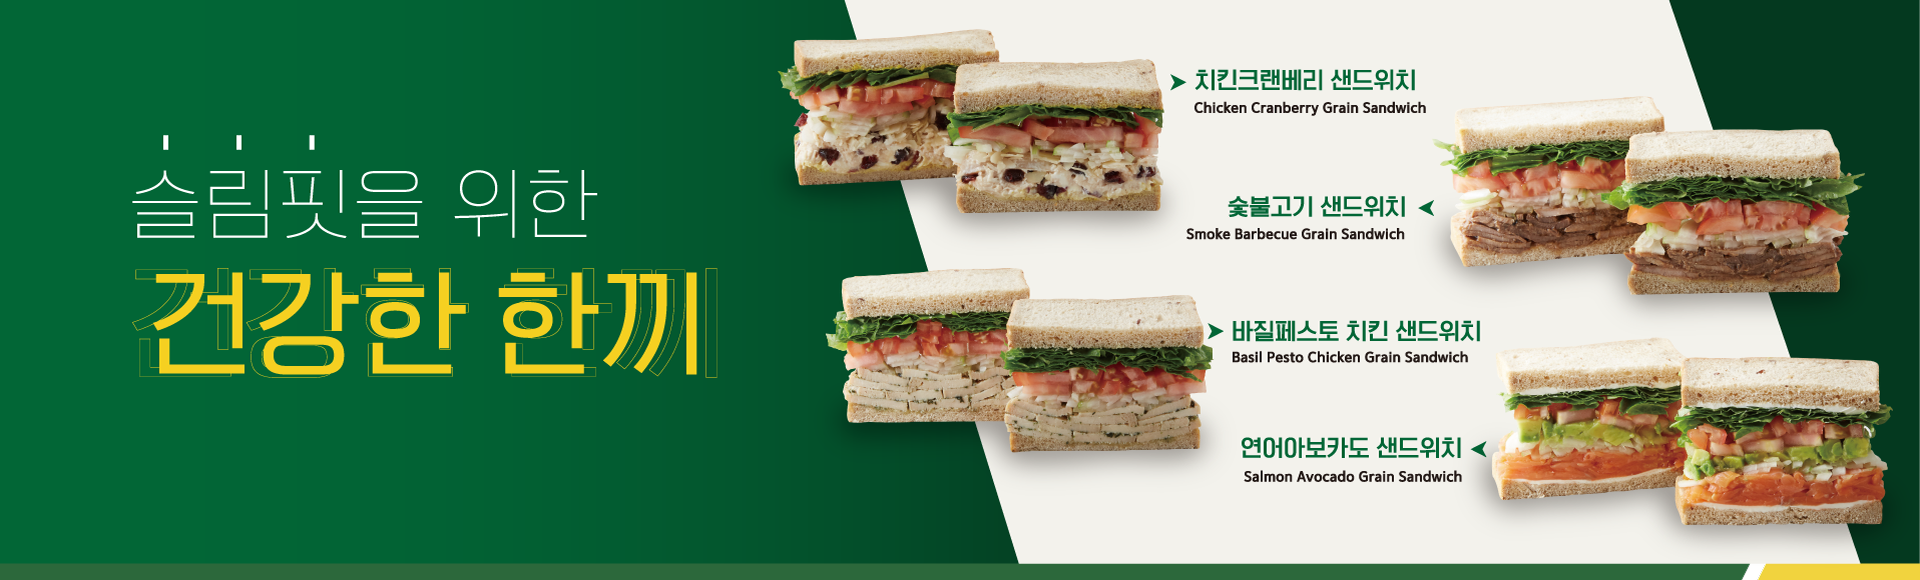 슬림핏을 위한
건강한 한끼
치킨크랜베리 샌드위치
Chicken Cranberry Grain Sandwich
숯불고기 샌드위치
Smoke Barbecue Grain Sandwich
바질페스토 치킨 샌드위치
Basil Pesto Chicken Grain Sandwich
연어아보카도 샌드위치
Salmon Avocado Grain Sandwich